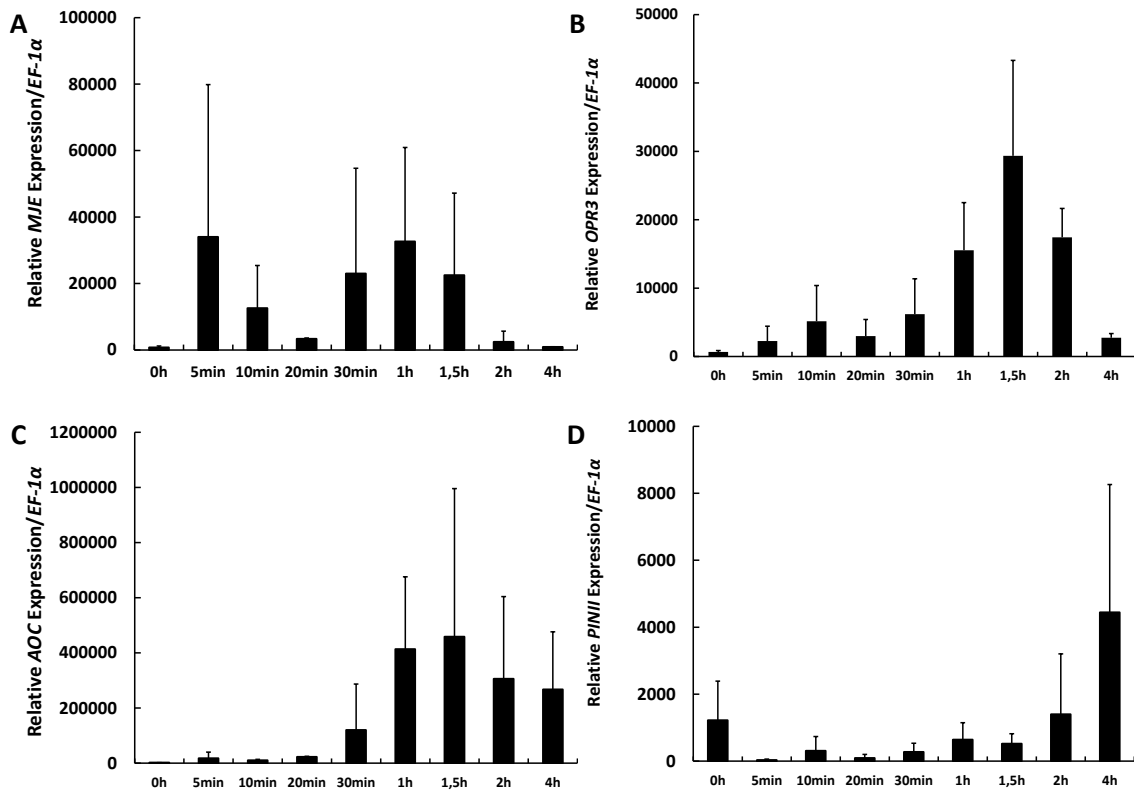 A
Relative MJE Expression/EF-1α
100000
80000
60000
40000
20000
0
0h 5min 10min 20min 30min 1h 1,5h 2h 4h
B
Relative OPR3 Expression/EF-1α
50000
40000
30000
20000
10000
0
0h 5min 10min 20min 30min 1h 1,5h 2h 4h
C
Relative AOC Expression/EF-1α
1200000
1000000
800000
600000
400000
200000
0
0h 5min 10min 20min 30min 1h 1,5h 2h 4h
D
Relative PINII Expression/EF-1α
10000
8000
6000
4000
2000
0
0h 5min 10min 20min 30min 1h 1,5h 2h 4h